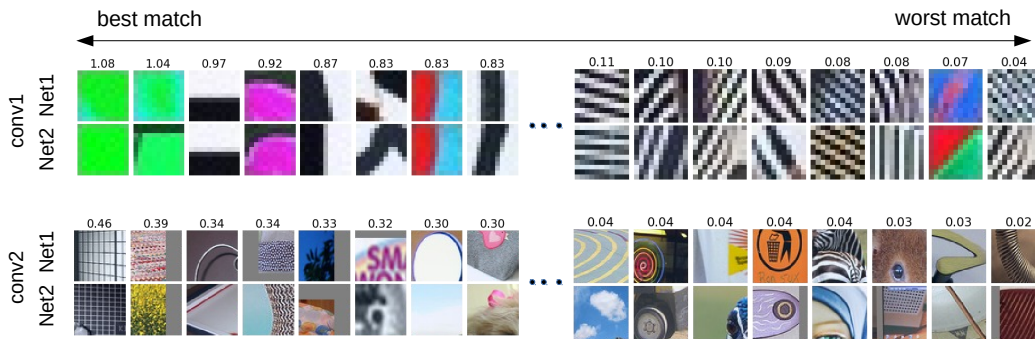 best match worst match
conv1 Net1 1.08 1.04 0.97 0.92 0.87 0.83 0.83 0.83 0.11 0.10 0.10 0.09 0.08 0.08 0.07 0.04
Net2
conv2 Net1 0.46 0.39 0.34 0.34 0.33 0.32 0.30 0.30 0.04 0.04 0.04 0.04 0.04 0.03 0.03 0.02
SMA
Net2